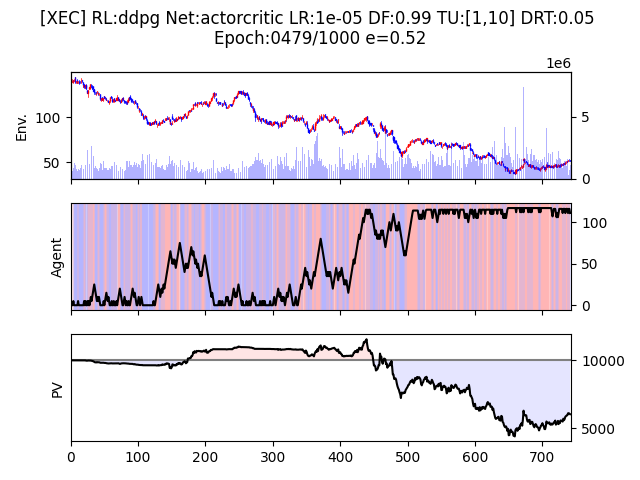 [XEC] RL:ddpg Net:actorcritic LR:1e-05 DF:0.99 TU:[1,10] DRT:0.05
Epoch:0479/1000 e=0.52
1e6
Env.
100
50
5
0
Agent
100
50
0
PV
10000
5000
0 100 200 300 400 500 600 700